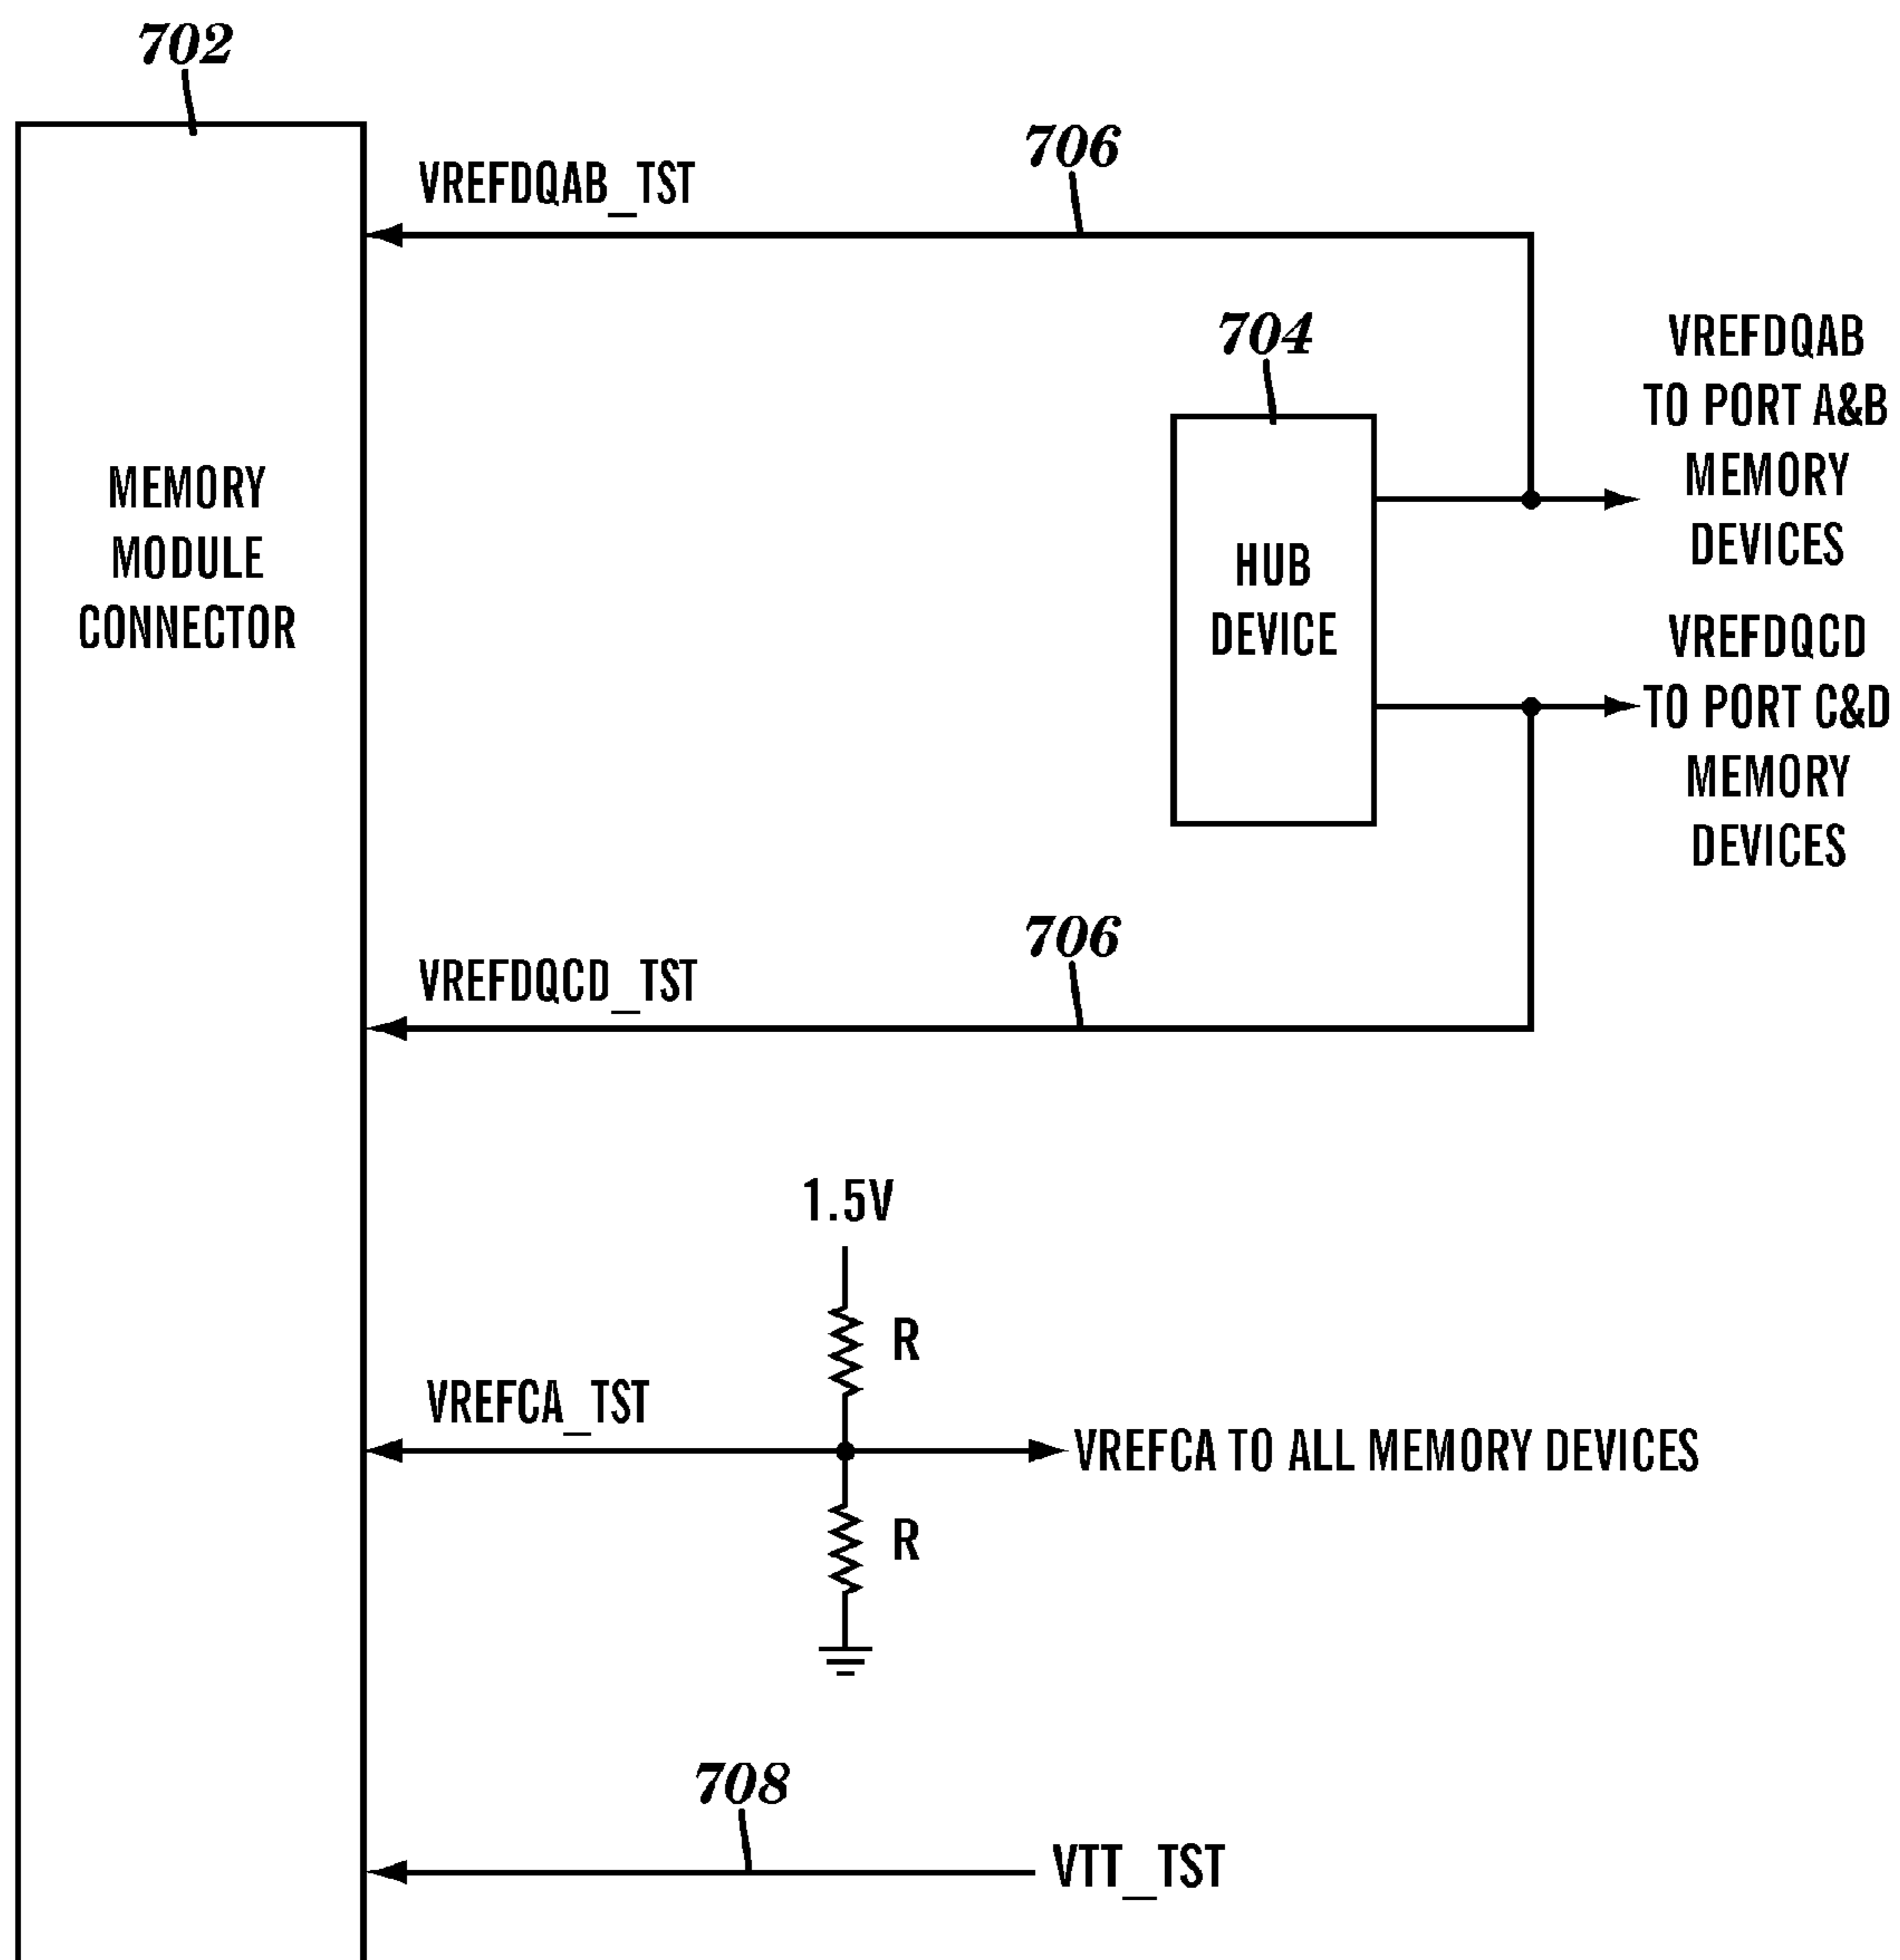 702
VREFDQAB_TST
706
704
VREFDQAB
TO PORT A&B
MEMORY
DEVICES
MEMORY
MODULE
CONNECTOR
HUB
DEVICE
VREFDQCD
TO PORT C&D
MEMORY
DEVICES
706
VREFDQCD_TST
1.5V
R
VREFCA_TST
VREFCA TO ALL MEMORY DEVICES
R
708
VTT_TST